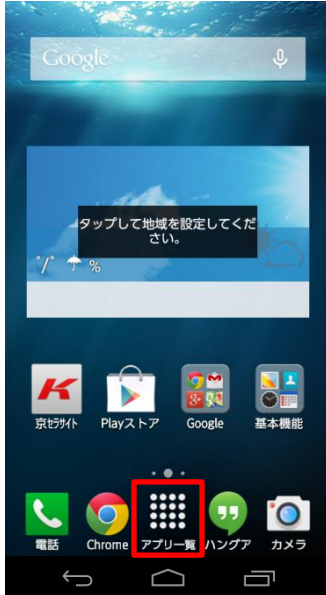 Google
タップして地域を設定してくだ
さい。
°/° %
京セラサイト Playストア Google 基本機能
電話 Chrome アプリ一覧 ハングア カメラ